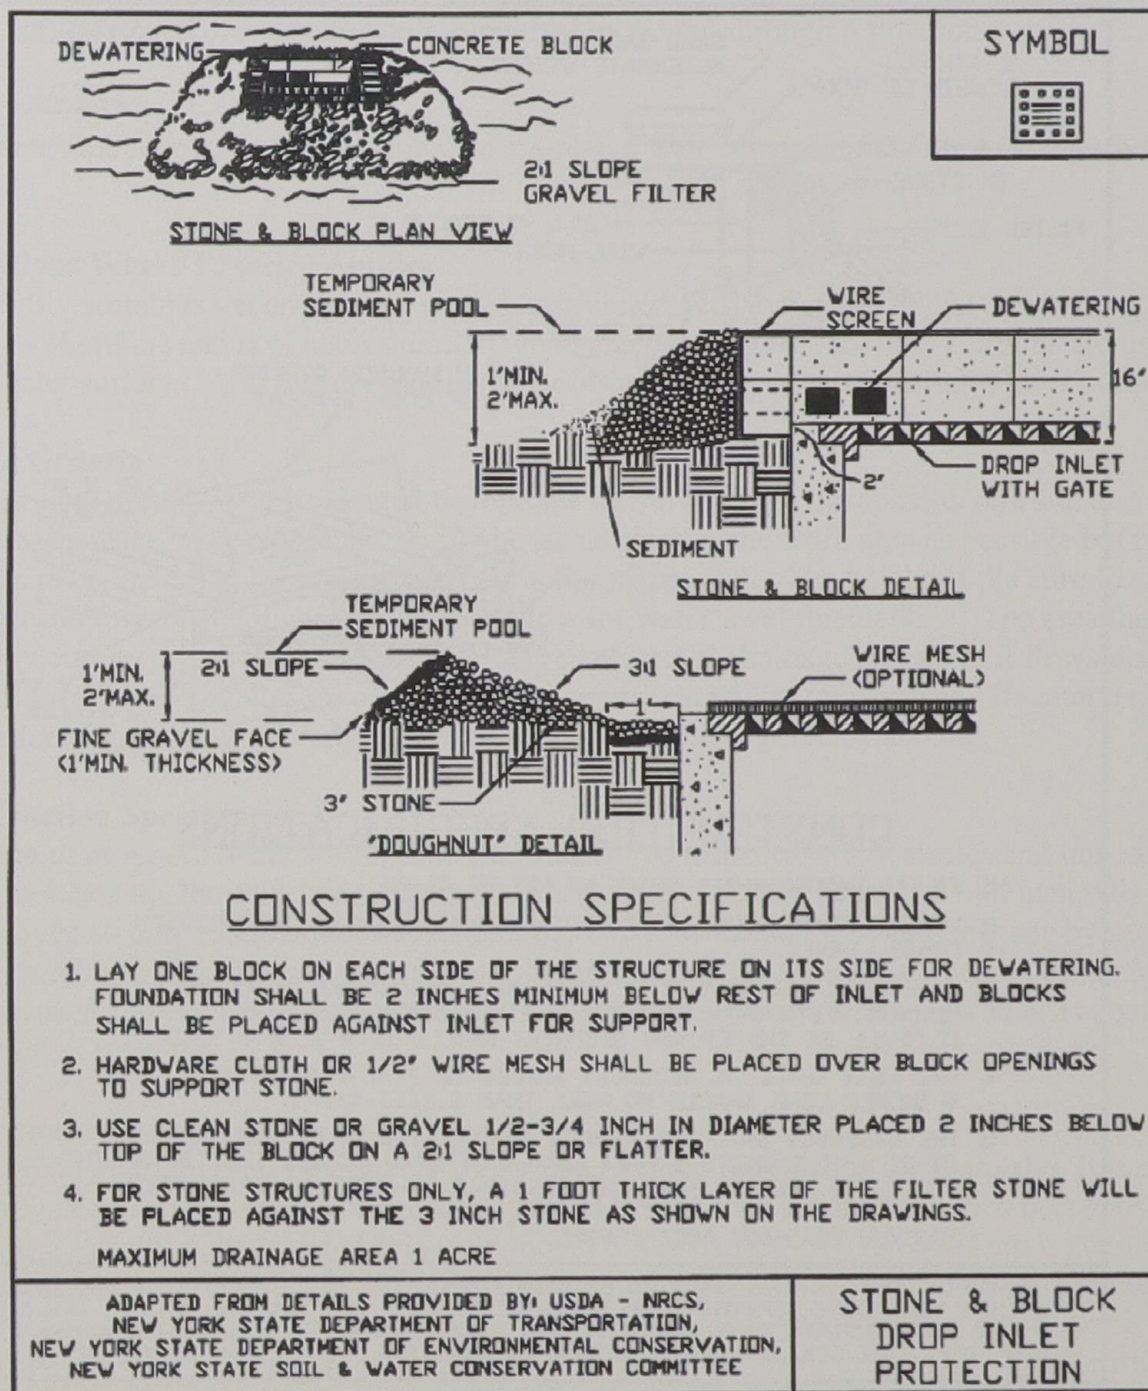 DEWATERING
CONCRETE BLOCK
SYMBOL
2:1 SLOPE
GRAVEL FILTER
STONE & BLOCK PLAN VIEW
TEMPORARY
SEDIMENT POOL
WIRE
SCREEN
DEWATERING
1'MIN.
2'MAX.
16"
DROP INLET
WITH GATE
2"
SEDIMENT
STONE & BLOCK DETAIL
TEMPORARY
SEDIMENT POOL
1'MIN.
2'MAX.
2:1 SLOPE
3:1 SLOPE
WIRE MESH
(OPTIONAL)
1'
FINE GRAVEL FACE
(1'MIN. THICKNESS)
3" STONE
"DOUGHNUT" DETAIL
CONSTRUCTION SPECIFICATIONS
1. LAY ONE BLOCK ON EACH SIDE OF THE STRUCTURE ON ITS SIDE FOR DEWATERING.
FOUNDATION SHALL BE 2 INCHES MINIMUM BELOW REST OF INLET AND BLOCKS
SHALL BE PLACED AGAINST INLET FOR SUPPORT.
2. HARDWARE CLOTH OR 1/2" WIRE MESH SHALL BE PLACED OVER BLOCK OPENINGS
TO SUPPORT STONE.
3. USE CLEAN STONE OR GRAVEL 1/2-3/4 INCH IN DIAMETER PLACED 2 INCHES BELOW
TOP OF THE BLOCK ON A 2:1 SLOPE OR FLATTER.
4. FOR STONE STRUCTURES ONLY, A 1 FOOT THICK LAYER OF THE FILTER STONE WILL
BE PLACED AGAINST THE 3 INCH STONE AS SHOWN ON THE DRAWINGS.
MAXIMUM DRAINAGE AREA 1 ACRE
ADAPTED FROM DETAILS PROVIDED BY: USDA - NRCS,
NEW YORK STATE DEPARTMENT OF TRANSPORTATION,
NEW YORK STATE DEPARTMENT OF ENVIRONMENTAL CONSERVATION,
NEW YORK STATE SOIL & WATER CONSERVATION COMMITTEE
STONE & BLOCK
DROP INLET
PROTECTION